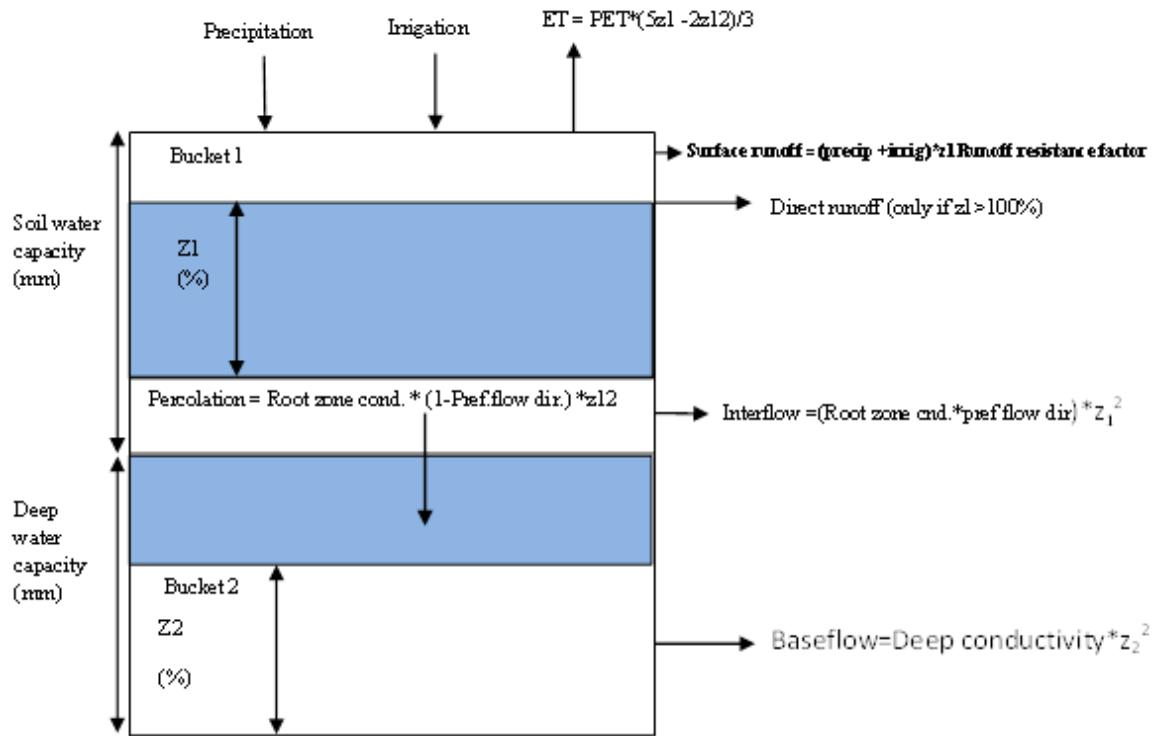 ET = PET*(5z1 -2z12)/3
Precipitation
Irrigation
Bucket 1
Surface runoff = (precip +irrig)*z1Runoff resistance factor
Direct runoff (only if z1 >100%)
Soil water
capacity
(mm)
Z1
(%)
Percolation = Root zone cond. * (1-Pref.flow dir.) *z12
Interflow =(Root zone cnd.*pref flow dir) *z₁²
Deep
water
capacity
(mm)
Bucket 2
Z2
(%)
Baseflow=Deep conductivity*z₂²